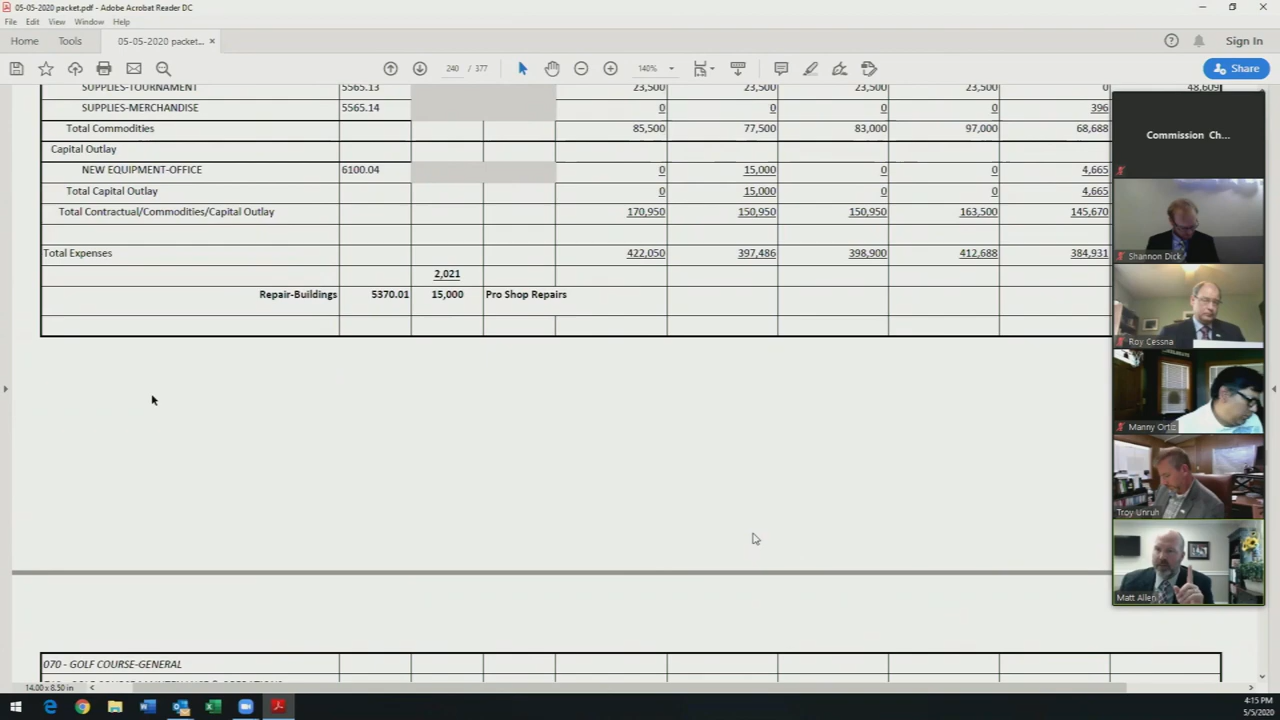 05-05-2020 packet.pdf - Adobe Acrobat Reader DC
File Edit View Window Help
Home Tools 05-05-2020 packet... × Sign In
240 / 377 140% Share
SUPPLIES-TOURNAMENT 5565.13 23,500 23,500 23,500 23,500 0 48,609
SUPPLIES-MERCHANDISE 5565.14 0 0 0 0 396
Total Commodities 85,500 77,500 83,000 97,000 68,688
Capital Outlay
NEW EQUIPMENT-OFFICE 6100.04 0 15,000 0 0 4,665
Total Capital Outlay 0 15,000 0 0 4,665
Total Contractual/Commodities/Capital Outlay 170,950 150,950 150,950 163,500 145,670
Total Expenses 422,050 397,486 398,900 412,688 384,931
2,021
Repair-Buildings 5370.01 15,000 Pro Shop Repairs
070 - GOLF COURSE-GENERAL
Commission Ch...
Shannon Dick
Roy Cessna
Manny Ortiz
Troy Unruh
Matt Allen
14.00 x 8.50 in
4:15 PM
5/5/2020